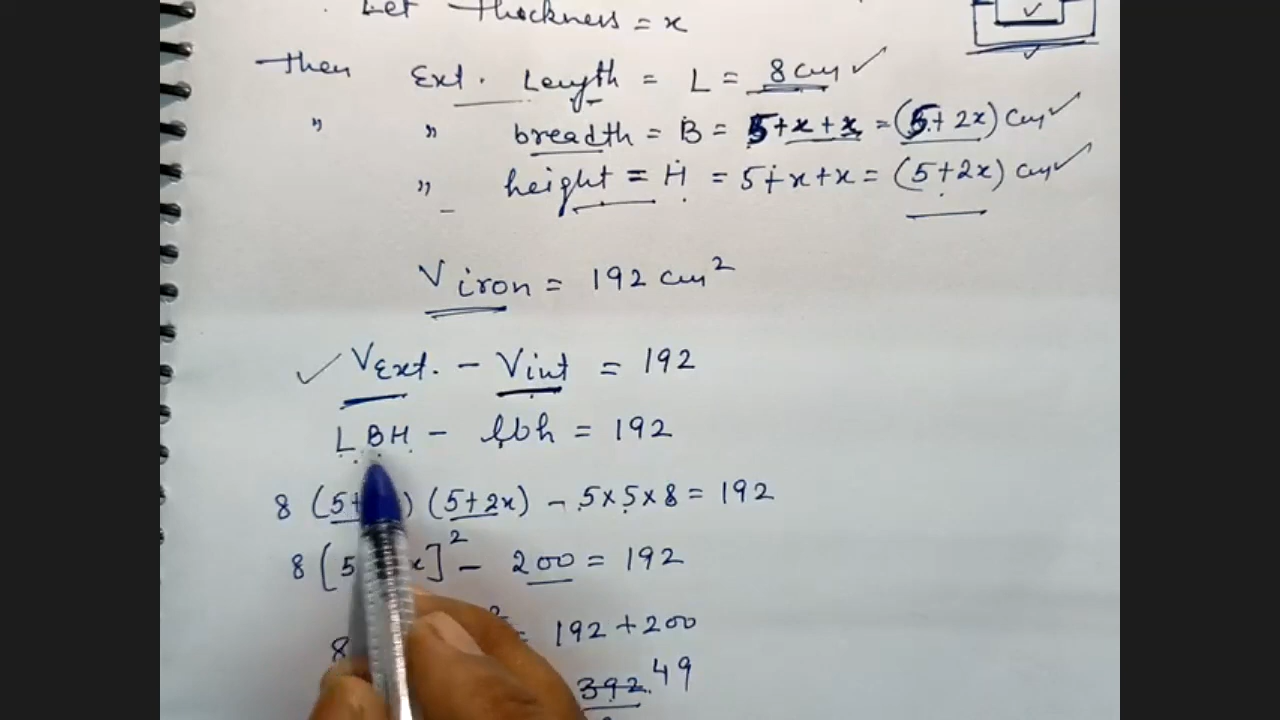 Let thickness = x
Then Ext. Length = L = 8 cm ✓
" " breadth = B = 5+x+x = (5+2x) cm ✓
" height = H = 5+x+x = (5+2x) cm ✓
V iron = 192 cm²
✓ VExt. – Vint = 192
LBH – lbh = 192
8 (5+ ) (5+2x) – 5×5×8 = 192
8 [5 x]² – 200 = 192
8 ² = 192 + 200
392 49